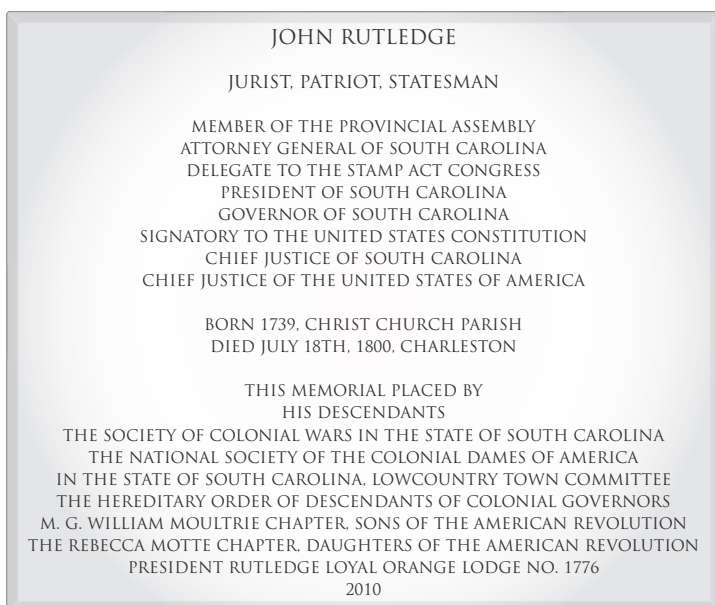 JOHN RUTLEDGE
JURIST, PATRIOT, STATESMAN
MEMBER OF THE PROVINCIAL ASSEMBLY
ATTORNEY GENERAL OF SOUTH CAROLINA
DELEGATE TO THE STAMP ACT CONGRESS
PRESIDENT OF SOUTH CAROLINA
GOVERNOR OF SOUTH CAROLINA
SIGNATORY TO THE UNITED STATES CONSTITUTION
CHIEF JUSTICE OF SOUTH CAROLINA
CHIEF JUSTICE OF THE UNITED STATES OF AMERICA
BORN 1739, CHRIST CHURCH PARISH
DIED JULY 18TH, 1800, CHARLESTON
THIS MEMORIAL PLACED BY
HIS DESCENDANTS
THE SOCIETY OF COLONIAL WARS IN THE STATE OF SOUTH CAROLINA
THE NATIONAL SOCIETY OF THE COLONIAL DAMES OF AMERICA
IN THE STATE OF SOUTH CAROLINA, LOWCOUNTRY TOWN COMMITTEE
THE HEREDITARY ORDER OF DESCENDANTS OF COLONIAL GOVERNORS
M. G. WILLIAM MOULTRIE CHAPTER, SONS OF THE AMERICAN REVOLUTION
THE REBECCA MOTTE CHAPTER, DAUGHTERS OF THE AMERICAN REVOLUTION
PRESIDENT RUTLEDGE LOYAL ORANGE LODGE NO. 1776
2010